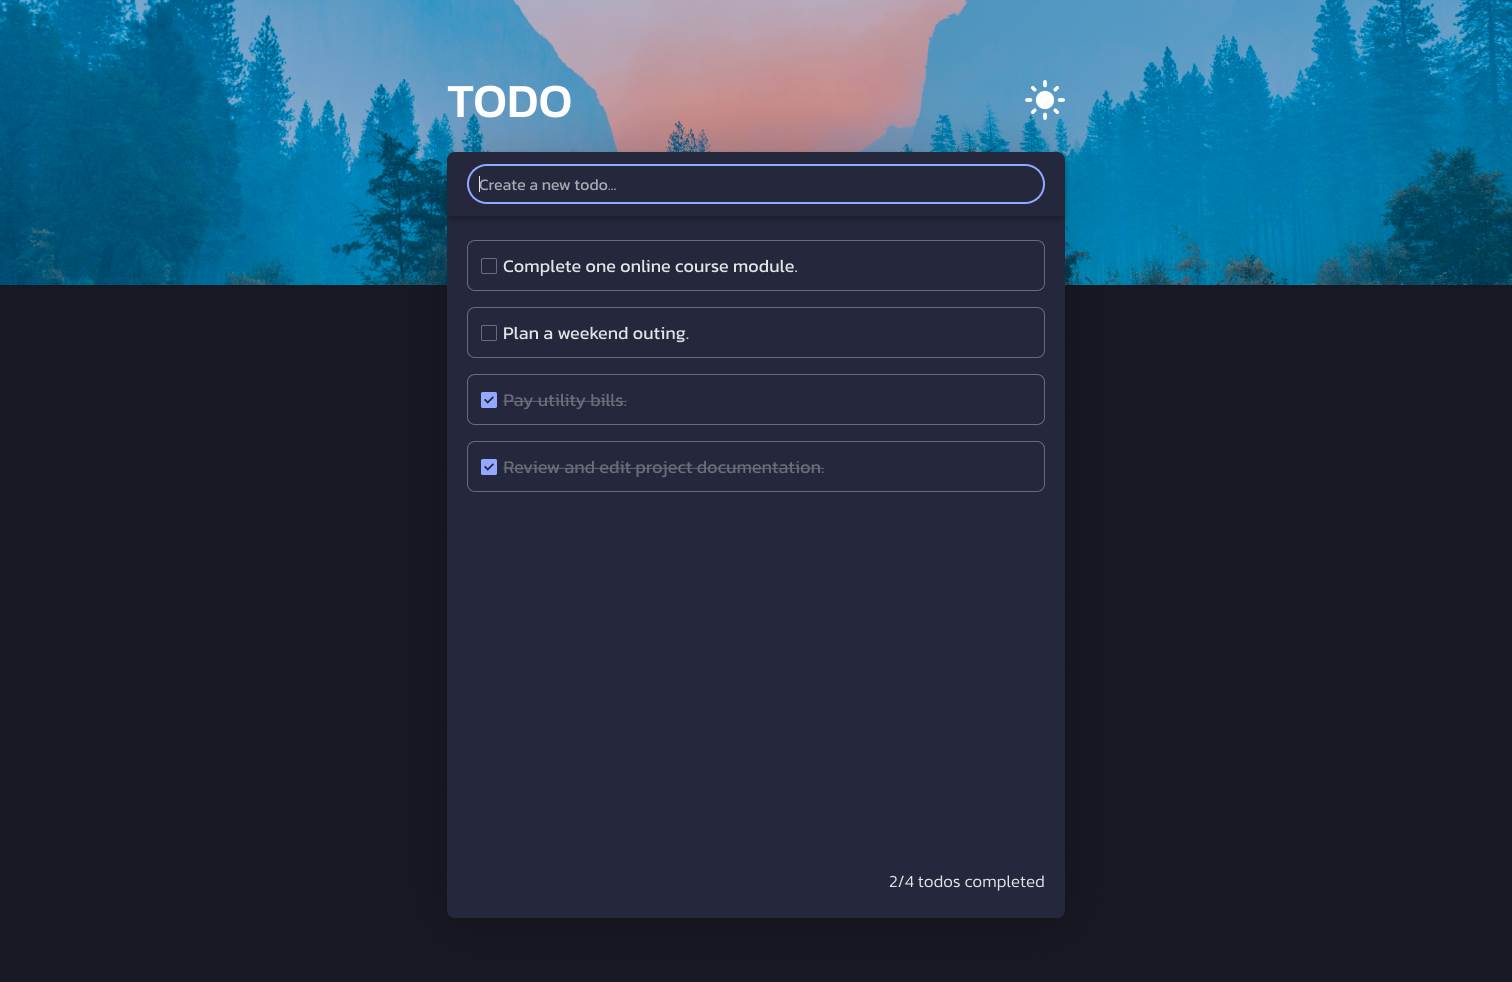 TODO
Create a new todo...
Complete one online course module.
Plan a weekend outing.
Pay utility bills.
Review and edit project documentation.
2/4 todos completed